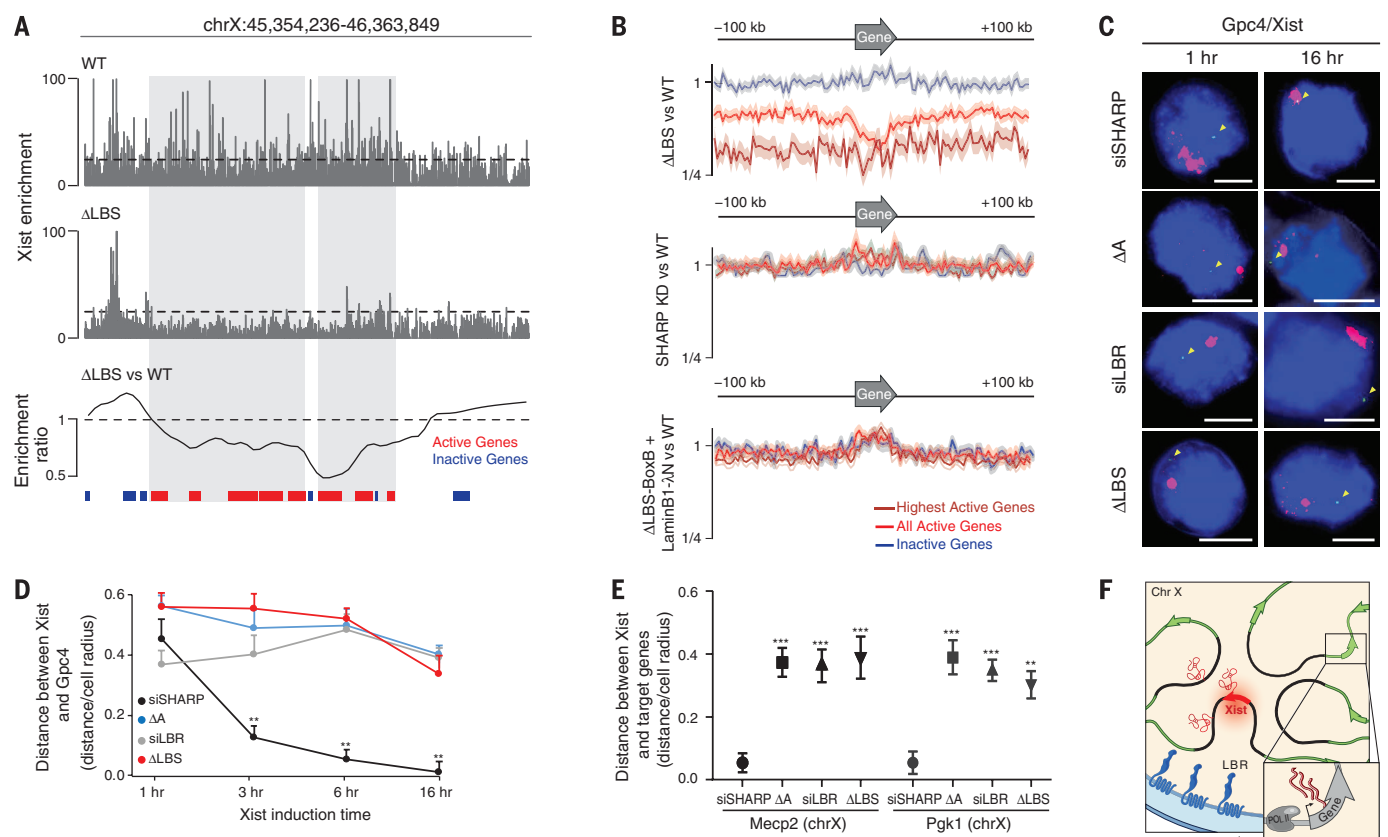 A
chrX:45,354,236-46,363,849
WT
100
0
ΔLBS
100
0
Xist enrichment
ΔLBS vs WT
1
0.5
Enrichment
ratio
Active Genes
Inactive Genes
B
−100 kb
Gene
+100 kb
1
1/4
ΔLBS vs WT
−100 kb
Gene
+100 kb
1
1/4
SHARP KD vs WT
−100 kb
Gene
+100 kb
1
1/4
ΔLBS-BoxB +
LaminB1-λN vs WT
Highest Active Genes
All Active Genes
Inactive Genes
C
Gpc4/Xist
1 hr
16 hr
siSHARP
ΔA
siLBR
ΔLBS
D
Distance between Xist
and Gpc4
(distance/cell radius)
0.6
0.4
0.2
0.0
siSHARP
ΔA
siLBR
ΔLBS
**
**
**
1 hr
3 hr
6 hr
16 hr
Xist induction time
E
Distance between Xist
and target genes
(distance/cell radius)
0.6
0.4
0.2
0.0
***
***
***
***
***
**
siSHARP
ΔA
siLBR
ΔLBS
siSHARP
ΔA
siLBR
ΔLBS
Mecp2 (chrX)
Pgk1 (chrX)
F
Chr X
Xist
LBR
POL II
Gene